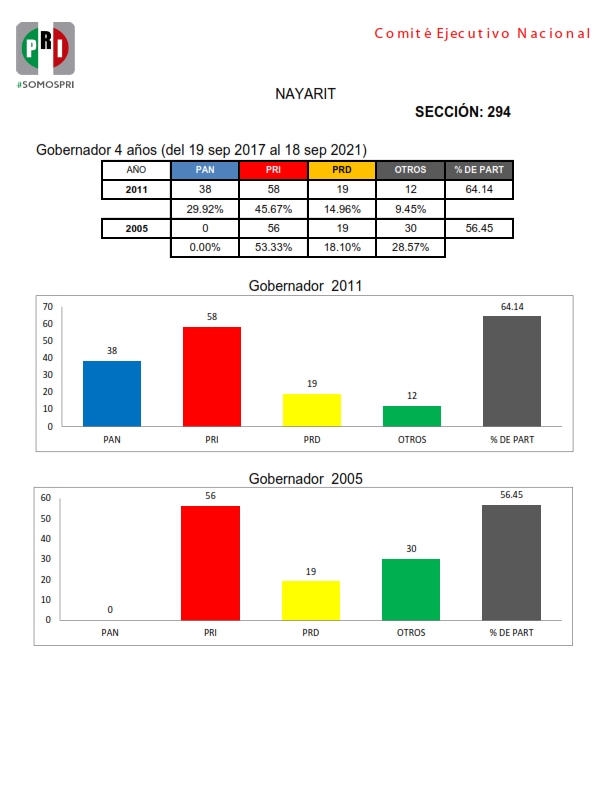 Comité Ejecutivo Nacional
PRI
#SOMOSPRI
NAYARIT
SECCIÓN: 294
Gobernador 4 años (del 19 sep 2017 al 18 sep 2021)
AÑO PAN PRI PRD OTROS % DE PART
2011 38 58 19 12 64.14
29.92% 45.67% 14.96% 9.45%
2005 0 56 19 30 56.45
0.00% 53.33% 18.10% 28.57%
Gobernador 2011
70
60
50
40
30
20
10
0
38 58 19 12 64.14
PAN PRI PRD OTROS % DE PART
Gobernador 2005
60
50
40
30
20
10
0
0 56 19 30 56.45
PAN PRI PRD OTROS % DE PART